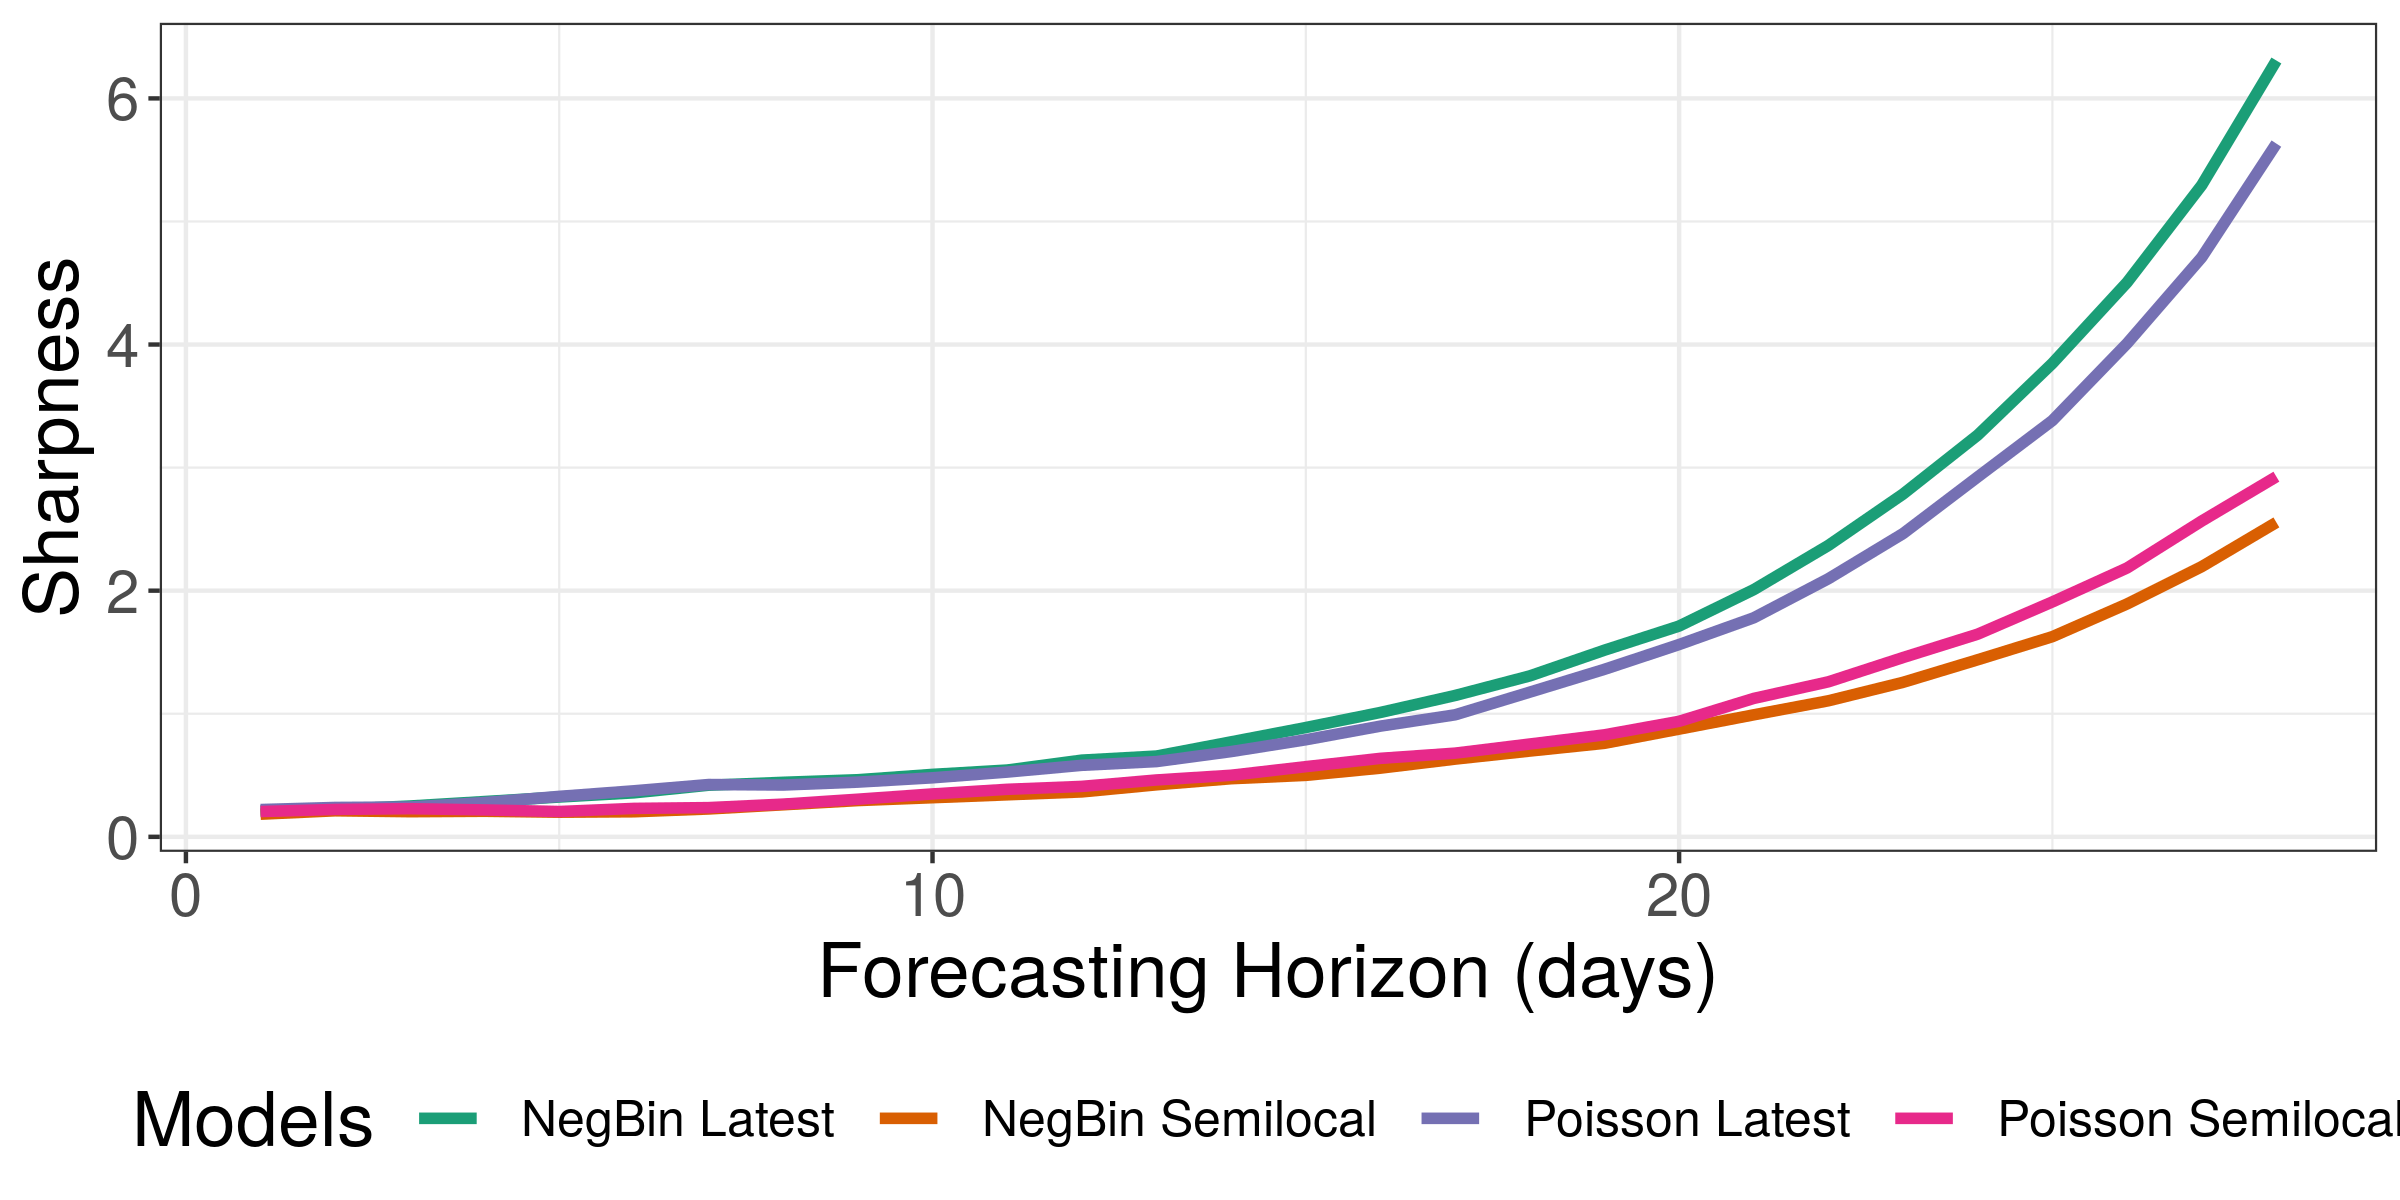 Sharpness
6
4
2
0
0 10 20
Forecasting Horizon (days)
Models NegBin Latest NegBin Semilocal Poisson Latest Poisson Semilocal